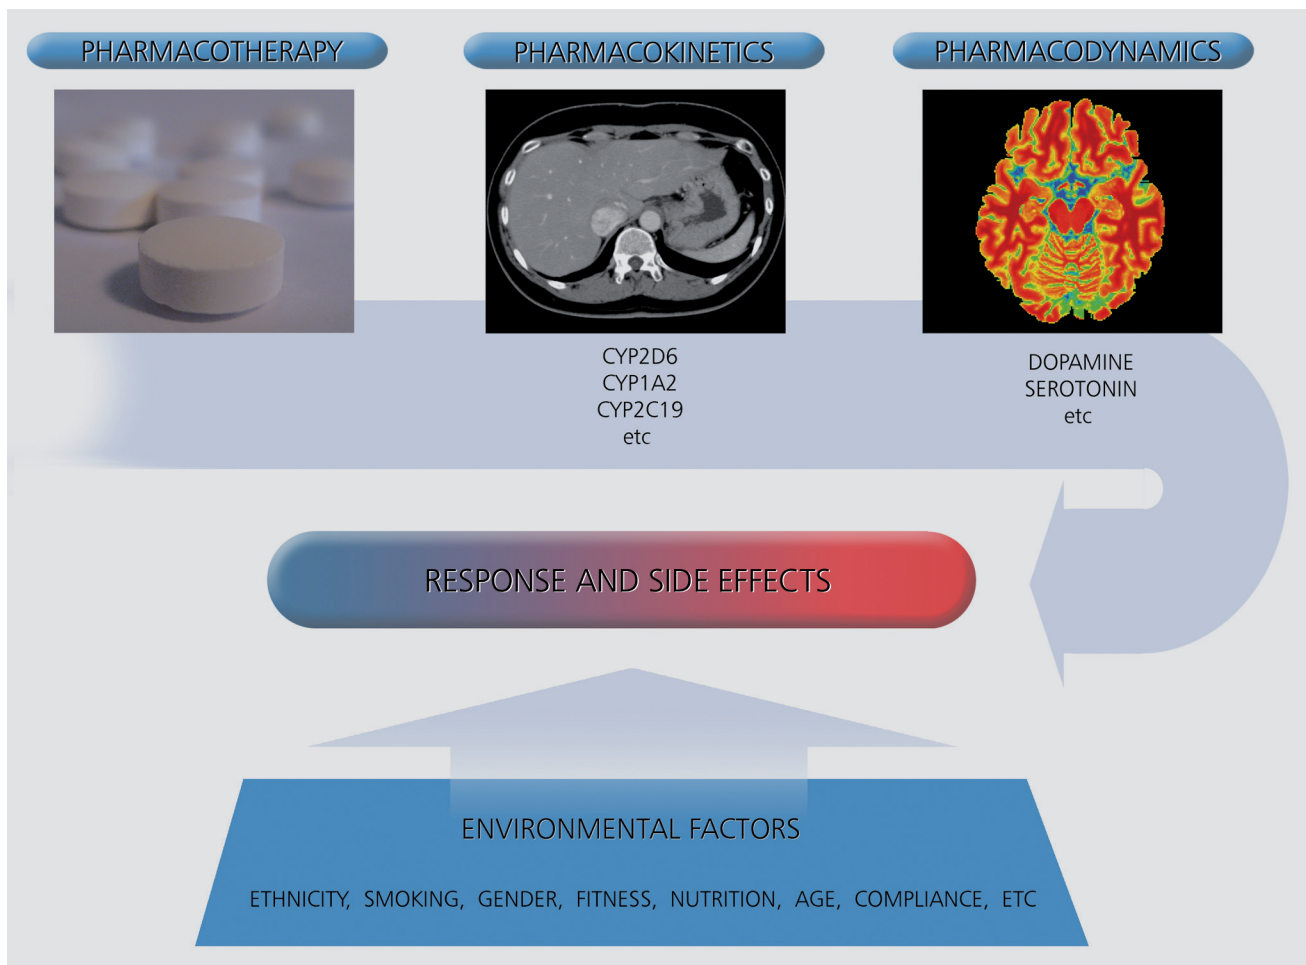 PHARMACOTHERAPY
PHARMACOKINETICS
PHARMACODYNAMICS
CYP2D6
CYP1A2
CYP2C19
etc
DOPAMINE
SEROTONIN
etc
RESPONSE AND SIDE EFFECTS
ENVIRONMENTAL FACTORS
ETHNICITY, SMOKING, GENDER, FITNESS, NUTRITION, AGE, COMPLIANCE, ETC